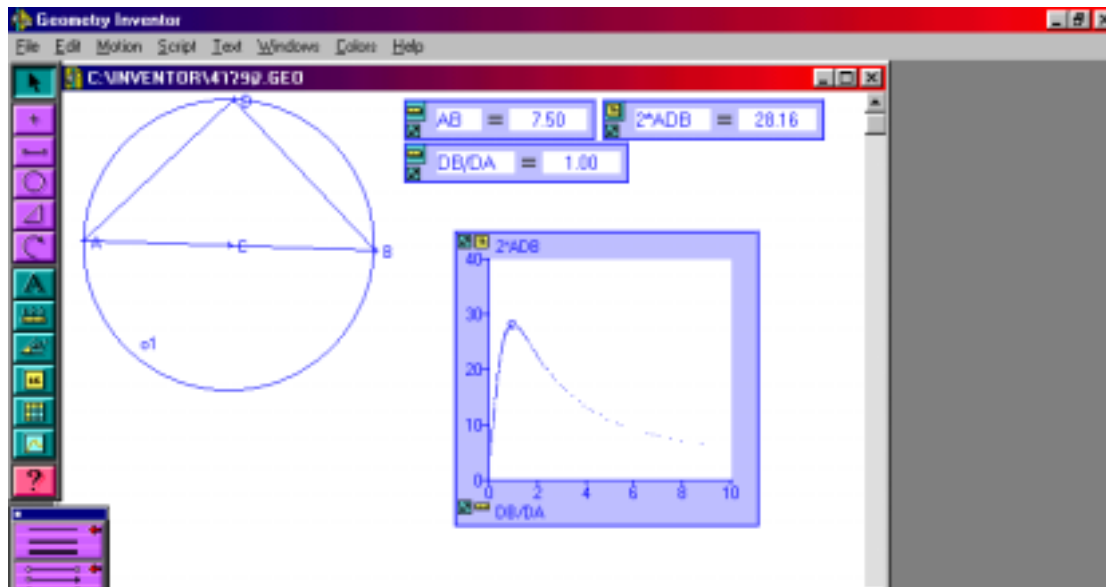 Geometry Inventor
File Edit Motion Script Text Windows Colors Help
C:\INVENTOR\41790.GEO
AB = 7.50
2*ADB = 28.16
DB/DA = 1.00
D
A
C
B
o1
2*ADB
40
30
20
10
0
0 2 4 6 8 10
DB/DA
A
?